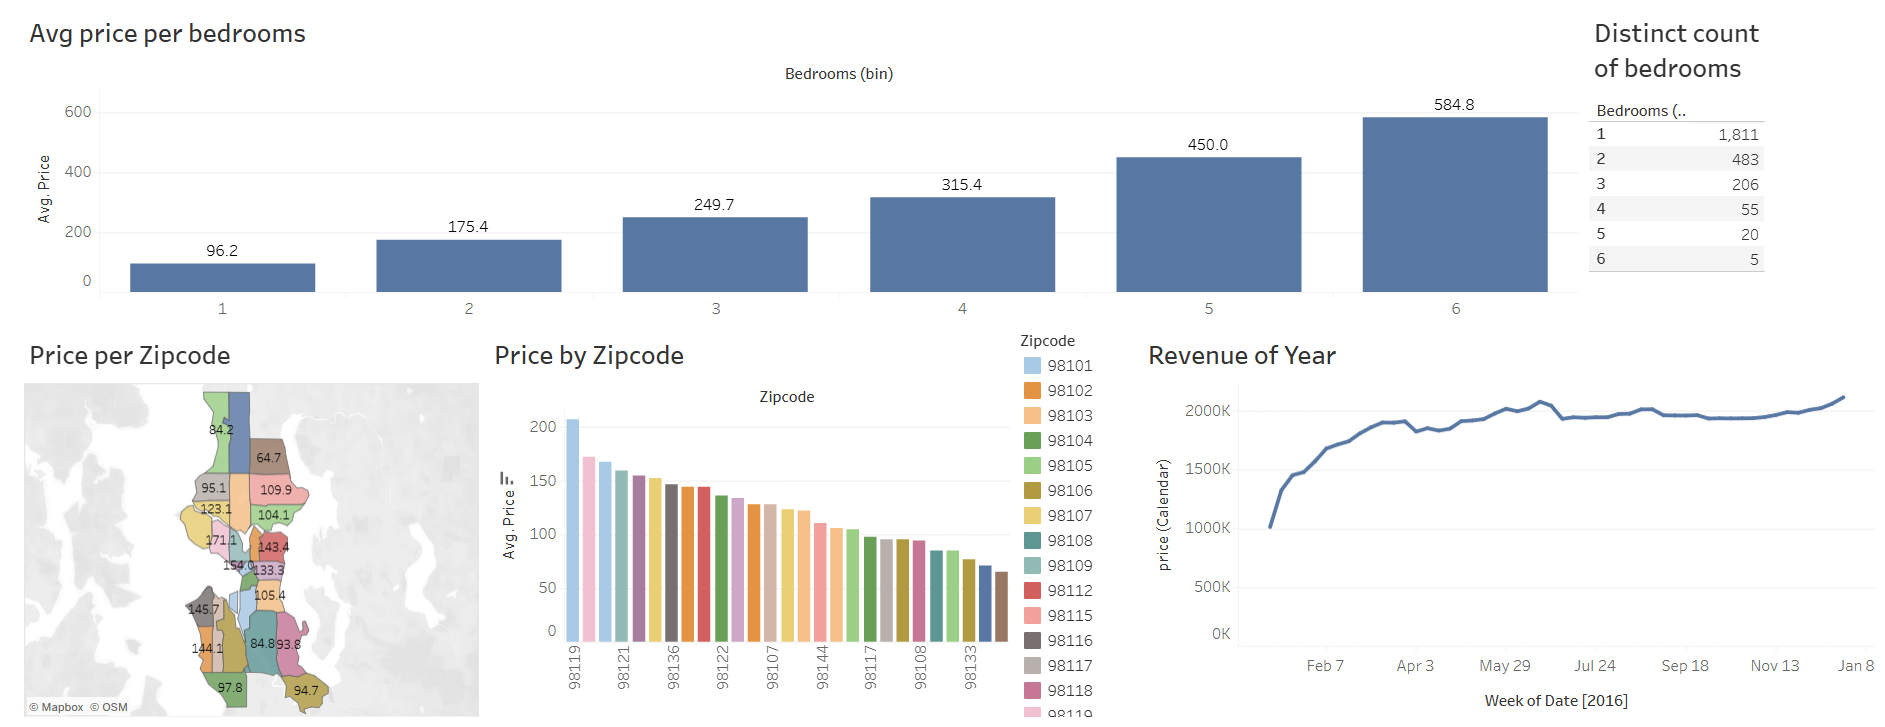 Avg price per bedrooms
Bedrooms (bin)
Avg. Price
600
400
200
0
96.2
175.4
249.7
315.4
450.0
584.8
1
2
3
4
5
6
Distinct count
of bedrooms
Bedrooms (..
1 1,811
2 483
3 206
4 55
5 20
6 5
Price per Zipcode
84.2
64.7
95.1
109.9
123.1
104.1
171.1
143.4
154.0
133.3
105.4
145.7
144.1
84.8
93.8
97.8
94.7
© Mapbox © OSM
Price by Zipcode
Zipcode
Avg. Price
200
150
100
50
0
98119
98121
98136
98122
98107
98144
98117
98108
98133
Zipcode
98101
98102
98103
98104
98105
98106
98107
98108
98109
98112
98115
98116
98117
98118
98119
Revenue of Year
price (Calendar)
2000K
1500K
1000K
500K
0K
Feb 7
Apr 3
May 29
Jul 24
Sep 18
Nov 13
Jan 8
Week of Date [2016]